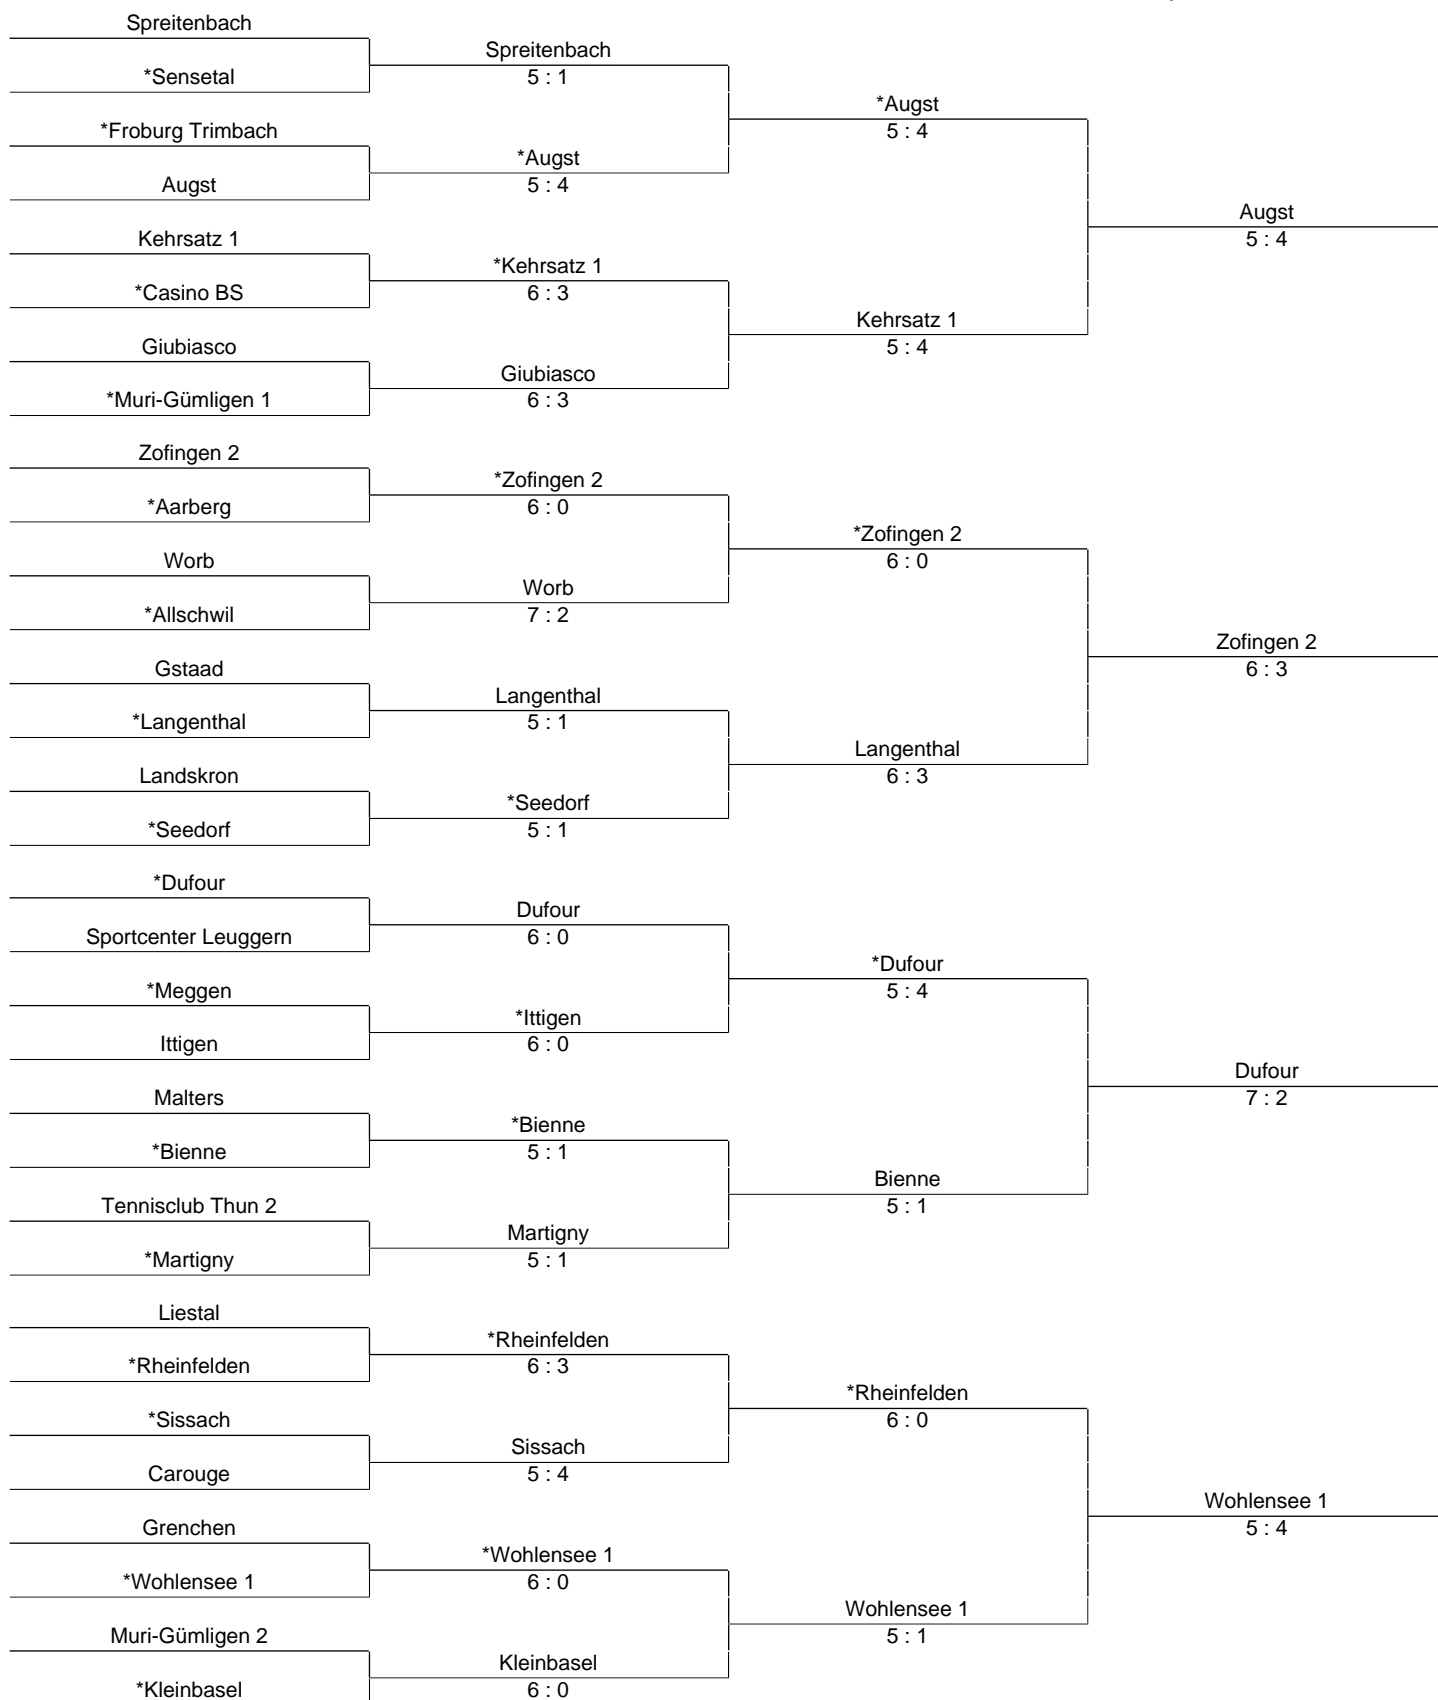 Spreitenbach
*Sensetal
*Froburg Trimbach
Augst
Kehrsatz 1
*Casino BS
Giubiasco
*Muri-Gümligen 1
Zofingen 2
*Aarberg
Worb
*Allschwil
Gstaad
*Langenthal
Landskron
*Seedorf
*Dufour
Sportcenter Leuggern
*Meggen
Ittigen
Malters
*Bienne
Tennisclub Thun 2
*Martigny
Liestal
*Rheinfelden
*Sissach
Carouge
Grenchen
*Wohlensee 1
Muri-Gümligen 2
*Kleinbasel
Spreitenbach
5 : 1
*Augst
5 : 4
*Kehrsatz 1
6 : 3
Giubiasco
6 : 3
*Zofingen 2
6 : 0
Worb
7 : 2
Langenthal
5 : 1
*Seedorf
5 : 1
Dufour
6 : 0
*Ittigen
6 : 0
*Bienne
5 : 1
Martigny
5 : 1
*Rheinfelden
6 : 3
Sissach
5 : 4
*Wohlensee 1
6 : 0
Kleinbasel
6 : 0
*Augst
5 : 4
Kehrsatz 1
5 : 4
*Zofingen 2
6 : 0
Langenthal
6 : 3
*Dufour
5 : 4
Bienne
5 : 1
*Rheinfelden
6 : 0
Wohlensee 1
5 : 1
Augst
5 : 4
Zofingen 2
6 : 3
Dufour
7 : 2
Wohlensee 1
5 : 4